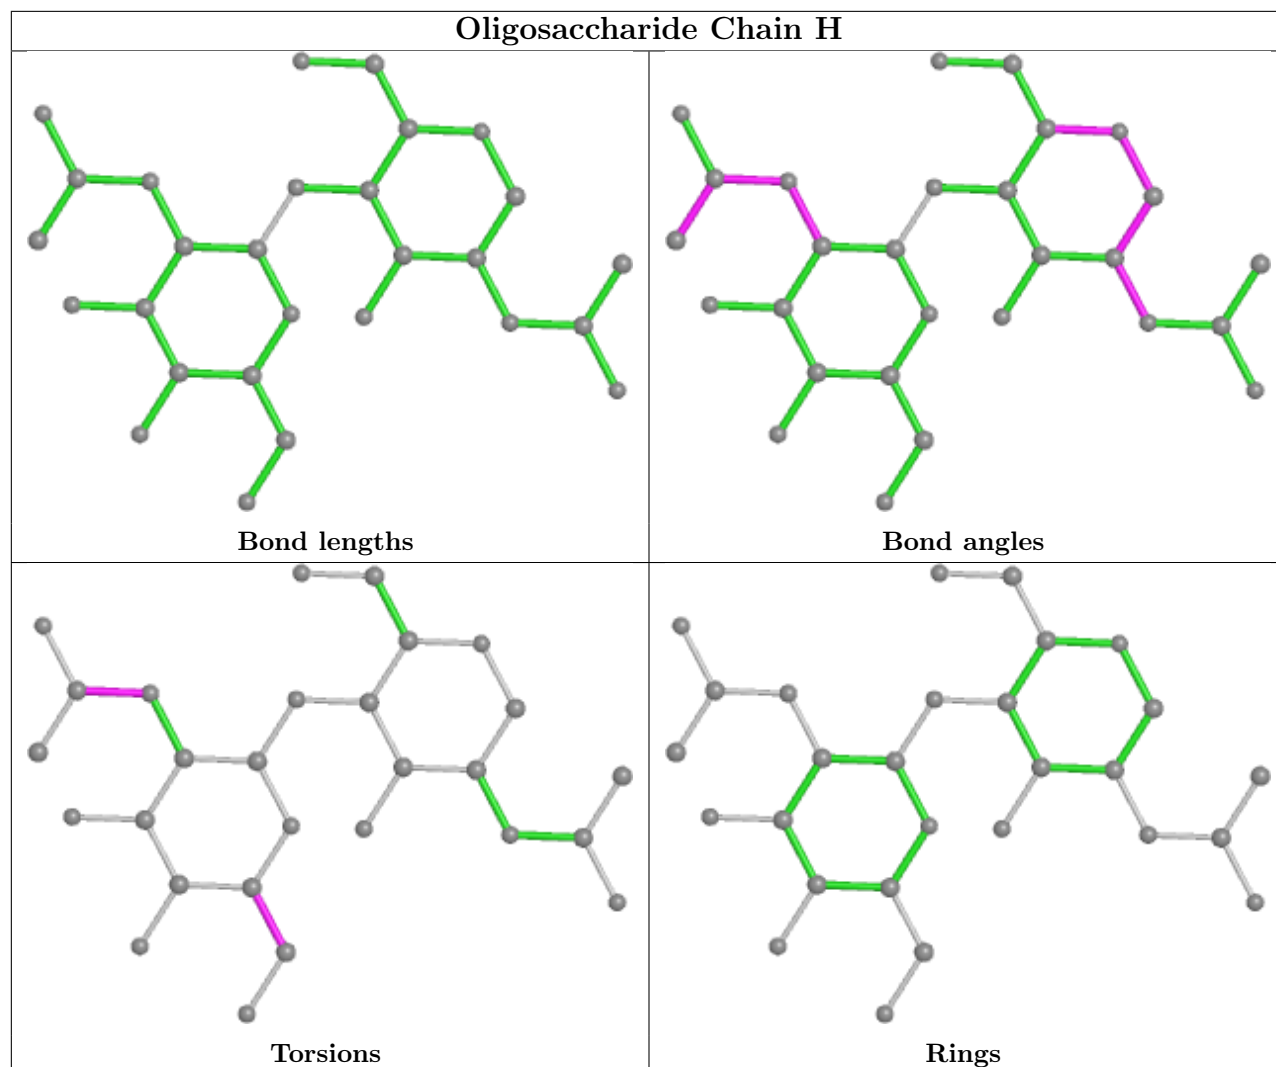 Oligosaccharide Chain H
Bond lengths
Bond angles
Torsions
Rings